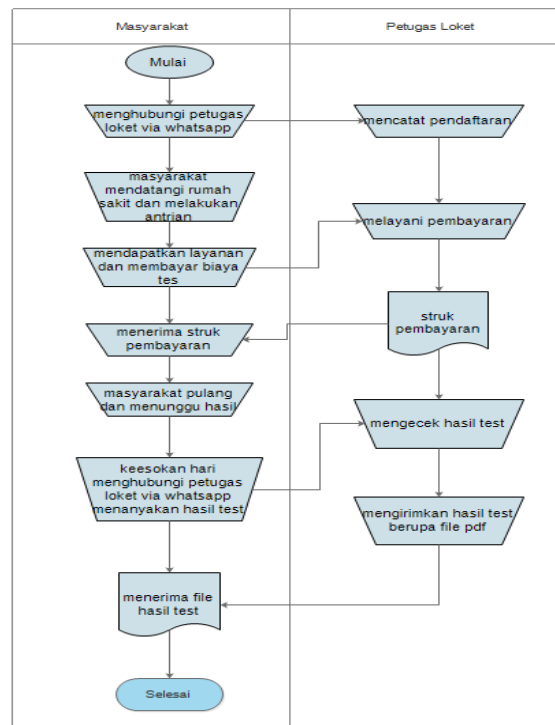 Masyarakat
Petugas Loket
Mulai
menghubungi petugas
loket via whatsapp
mencatat pendaftaran
masyarakat
mendatangi rumah
sakit dan melakukan
antrian
melayani pembayaran
mendapatkan layanan
dan membayar biaya
tes
struk
pembayaran
menerima struk
pembayaran
masyarakat pulang
dan menunggu hasil
mengecek hasil test
keesokan hari
menghubungi petugas
loket via whatsapp
menanyakan hasil test
mengirimkan hasil test
berupa file pdf
menerima file
hasil test
Selesai